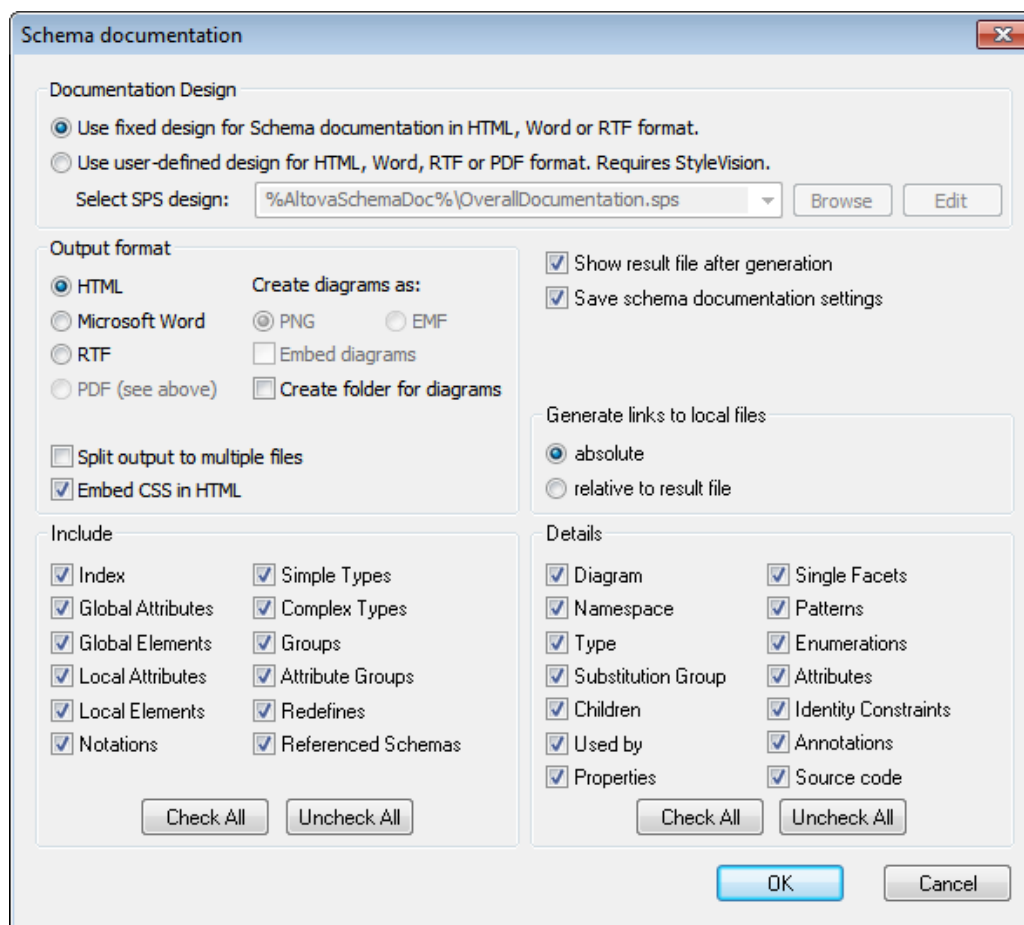 Schema documentation
Documentation Design
Use fixed design for Schema documentation in HTML, Word or RTF format.
Use user-defined design for HTML, Word, RTF or PDF format. Requires StyleVision.
Select SPS design: %AltovaSchemaDoc%\OverallDocumentation.sps Browse Edit
Output format
HTML Create diagrams as:
Microsoft Word PNG EMF
RTF Embed diagrams
PDF (see above) Create folder for diagrams
Split output to multiple files
Embed CSS in HTML
Show result file after generation
Save schema documentation settings
Generate links to local files
absolute
relative to result file
Include
Index Simple Types
Global Attributes Complex Types
Global Elements Groups
Local Attributes Attribute Groups
Local Elements Redefines
Notations Referenced Schemas
Check All Uncheck All
Details
Diagram Single Facets
Namespace Patterns
Type Enumerations
Substitution Group Attributes
Children Identity Constraints
Used by Annotations
Properties Source code
Check All Uncheck All
OK Cancel